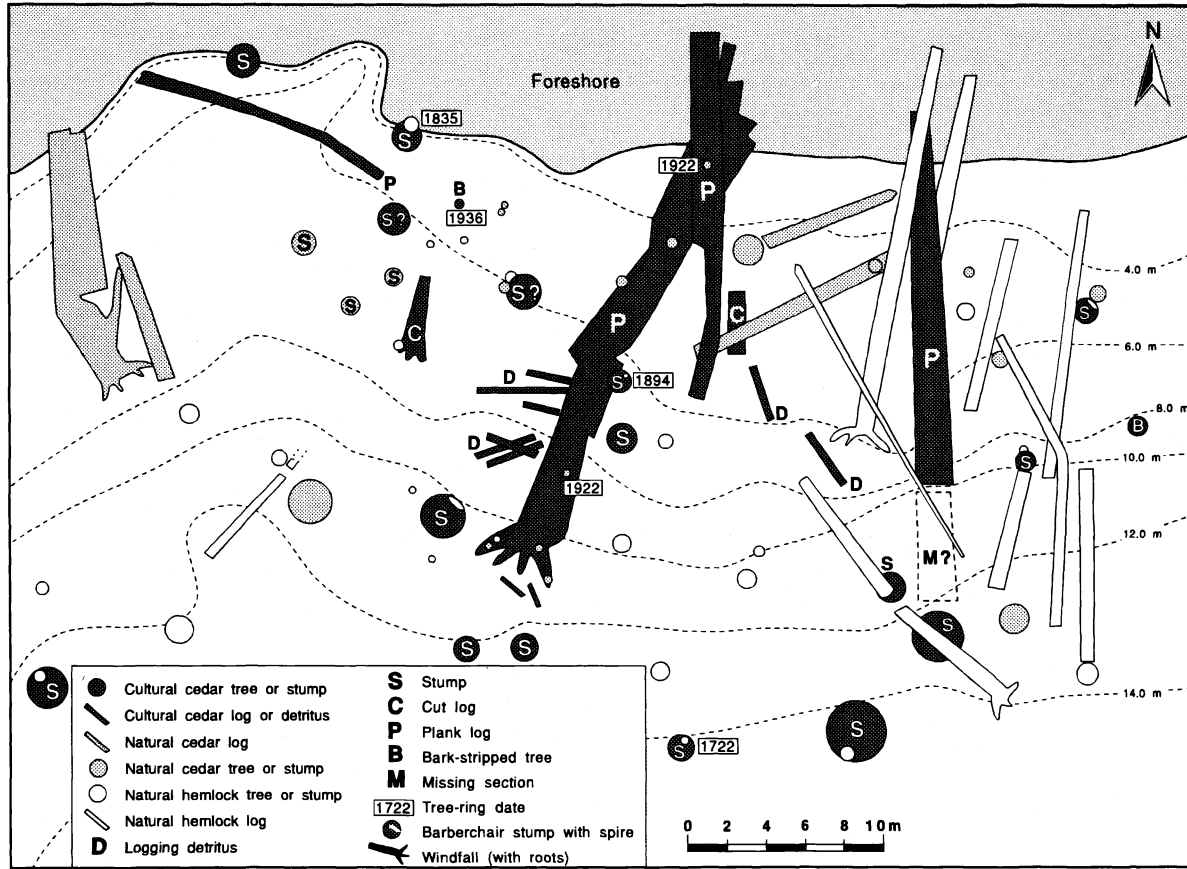 N
Foreshore
S
1835
S
P
1922
P
B
1936
S?
S
S
S
S?
C
4.0 m
C
S
P
P
6.0 m
D
S
1894
D
8.0 m
B
D
S
D
10.0 m
S
1922
S
12.0 m
M?
S
S
S
S
S
S
14.0 m
S
1722
Cultural cedar tree or stump
Cultural cedar log or detritus
Natural cedar log
Natural cedar tree or stump
Natural hemlock tree or stump
Natural hemlock log
D Logging detritus
S Stump
C Cut log
P Plank log
B Bark-stripped tree
M Missing section
1722 Tree-ring date
Barberchair stump with spire
Windfall (with roots)
0 2 4 6 8 10m